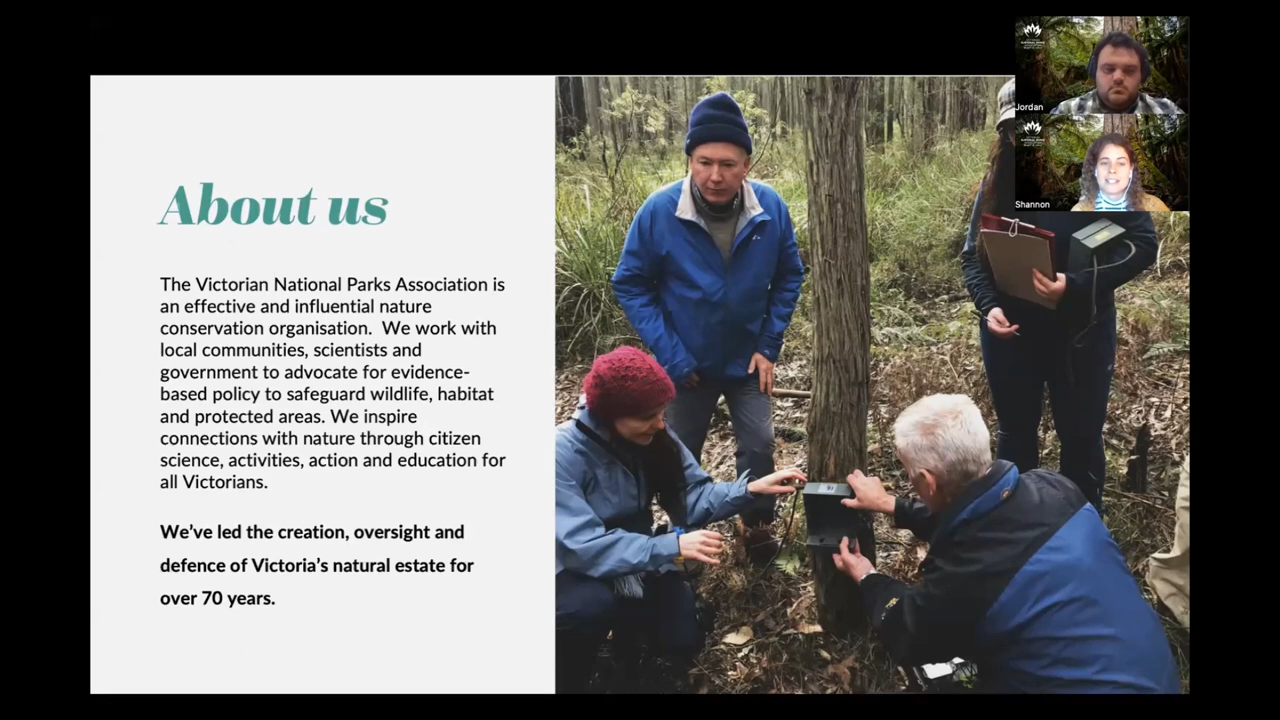 About us
The Victorian National Parks Association is
an effective and influential nature
conservation organisation.  We work with
local communities, scientists and
government to advocate for evidence-
based policy to safeguard wildlife, habitat
and protected areas. We inspire
connections with nature through citizen
science, activities, action and education for
all Victorians.
We've led the creation, oversight and
defence of Victoria's natural estate for
over 70 years.
Jordan
Shannon